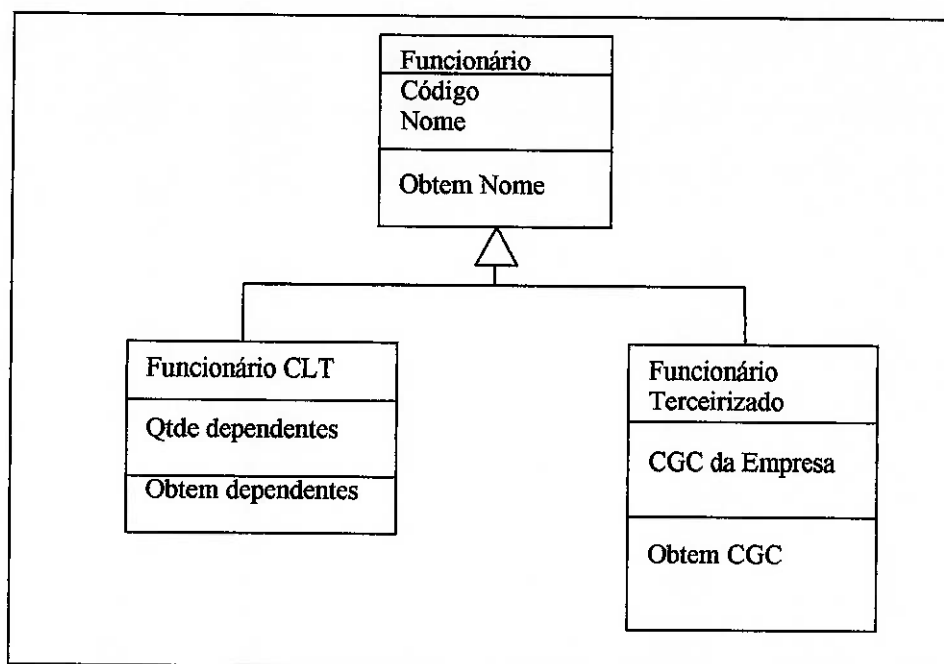 Funcionário
Código
Nome
Obtem Nome
Funcionário CLT
Qtde dependentes
Obtem dependentes
Funcionário
Terceirizado
CGC da Empresa
Obtem CGC